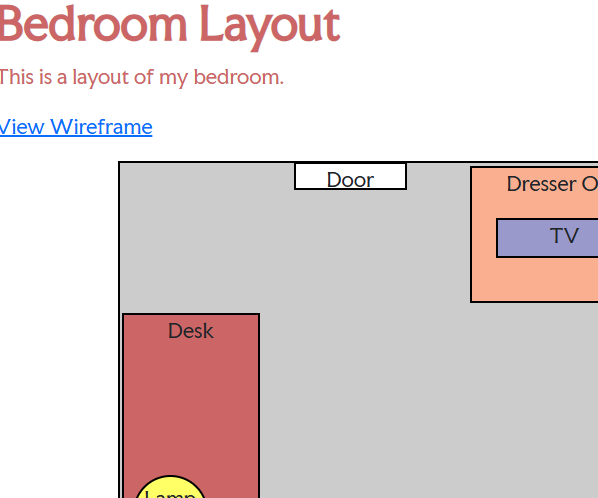 Bedroom Layout
This is a layout of my bedroom.
View Wireframe
Door
Dresser O
TV
Desk
Lamp